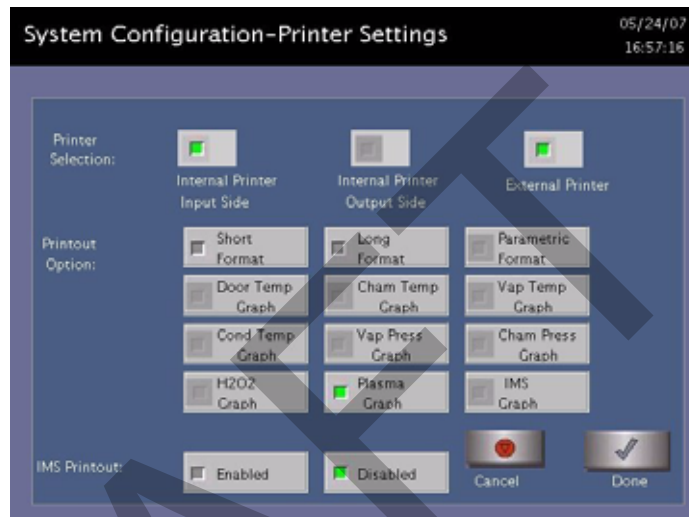 System Configuration-Printer Settings
05/24/07
16:57:16
Printer
Selection:
Internal Printer
Input Side
Internal Printer
Output Side
External Printer
Printout
Option:
Short
Format
Long
Format
Parametric
Format
Door Temp
Graph
Cham Temp
Graph
Vap Temp
Graph
Cond Temp
Graph
Vap Press
Graph
Cham Press
Graph
H2O2
Graph
Plasma
Graph
IMS
Graph
IMS Printout:
Enabled
Disabled
Cancel
Done